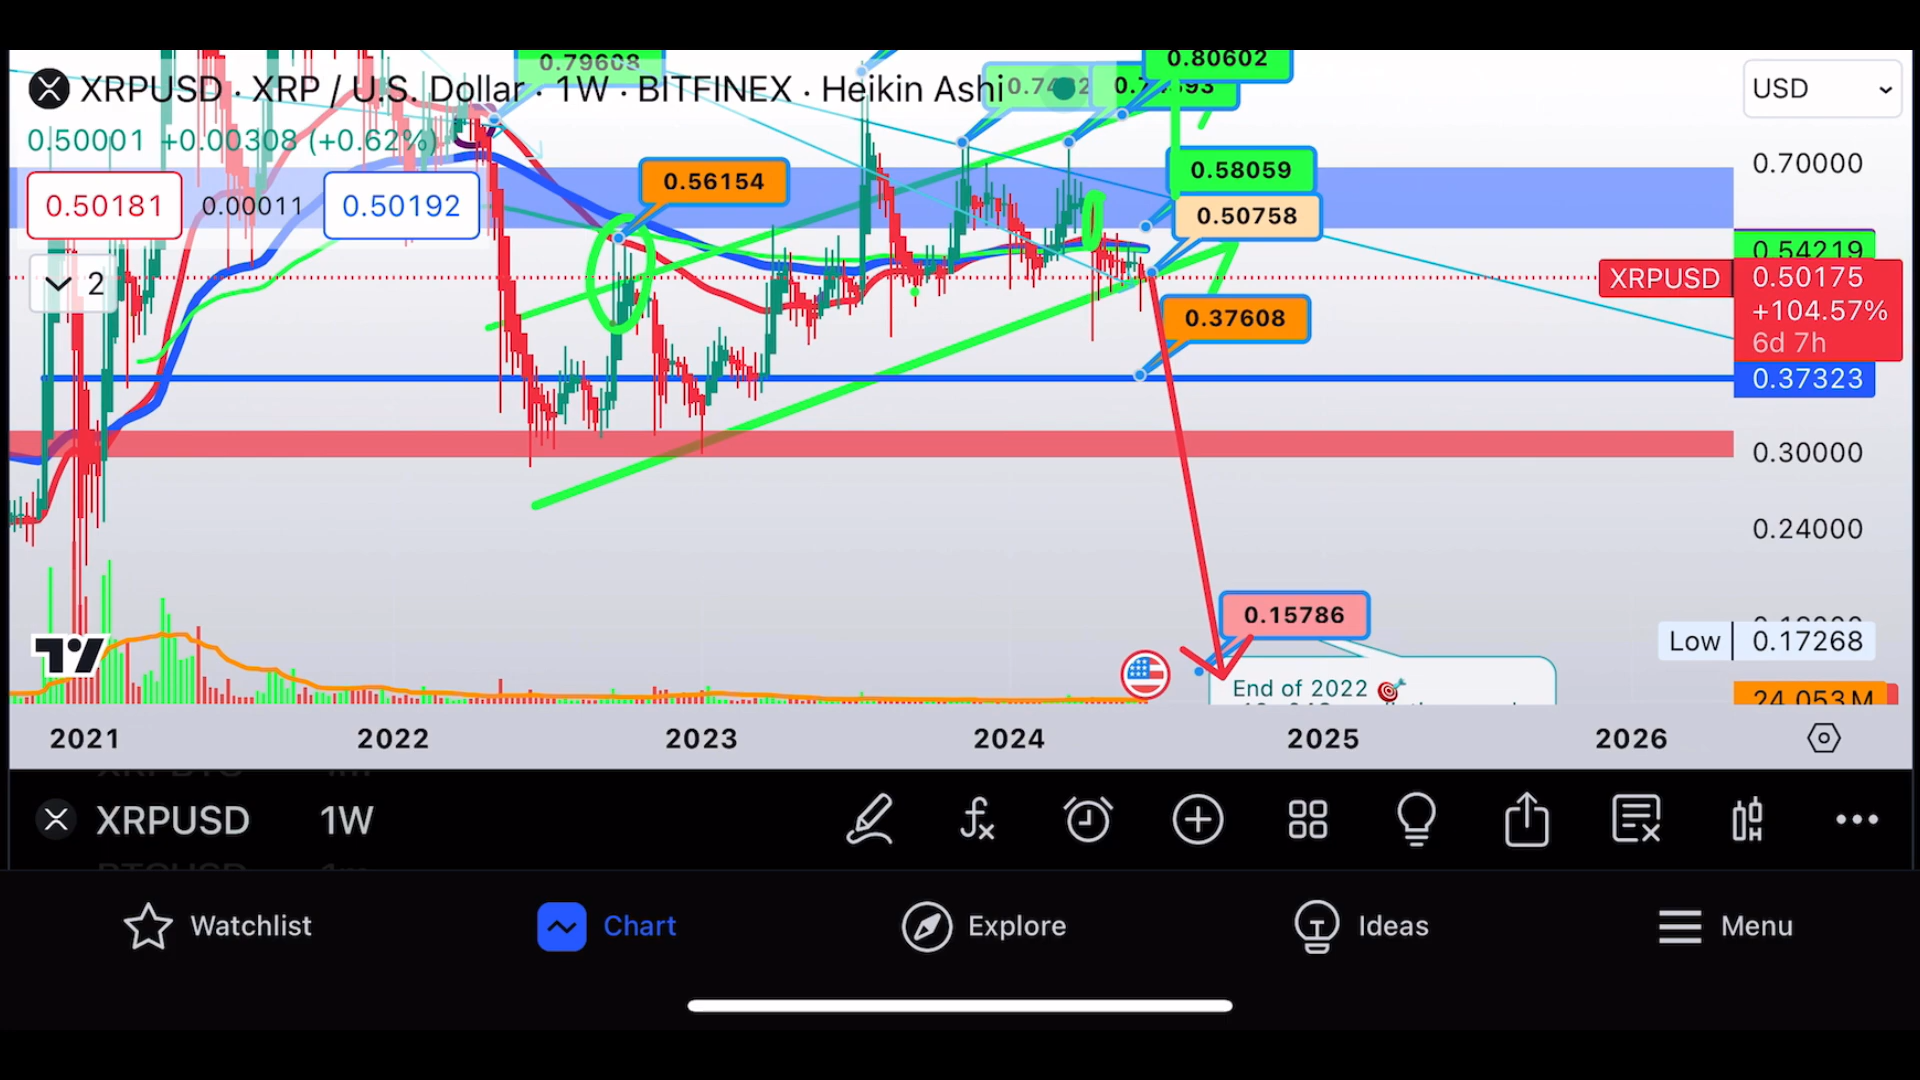 0.79608
0.80602
XRPUSD · XRP / U.S. Dollar · 1W · BITFINEX · Heikin Ashi
USD
0.50001 +0.00308 (+0.62%)
0.70000
0.56154
0.58059
0.50181 0.00011 0.50192
0.50758
0.54219
2
XRPUSD 0.50175
+104.57%
6d 7h
0.37608
0.37323
0.30000
0.24000
0.15786
Low 0.17268
End of 2022 🎯
24.053M
2021 2022 2023 2024 2025 2026
XRPUSD 1W
Watchlist Chart Explore Ideas Menu